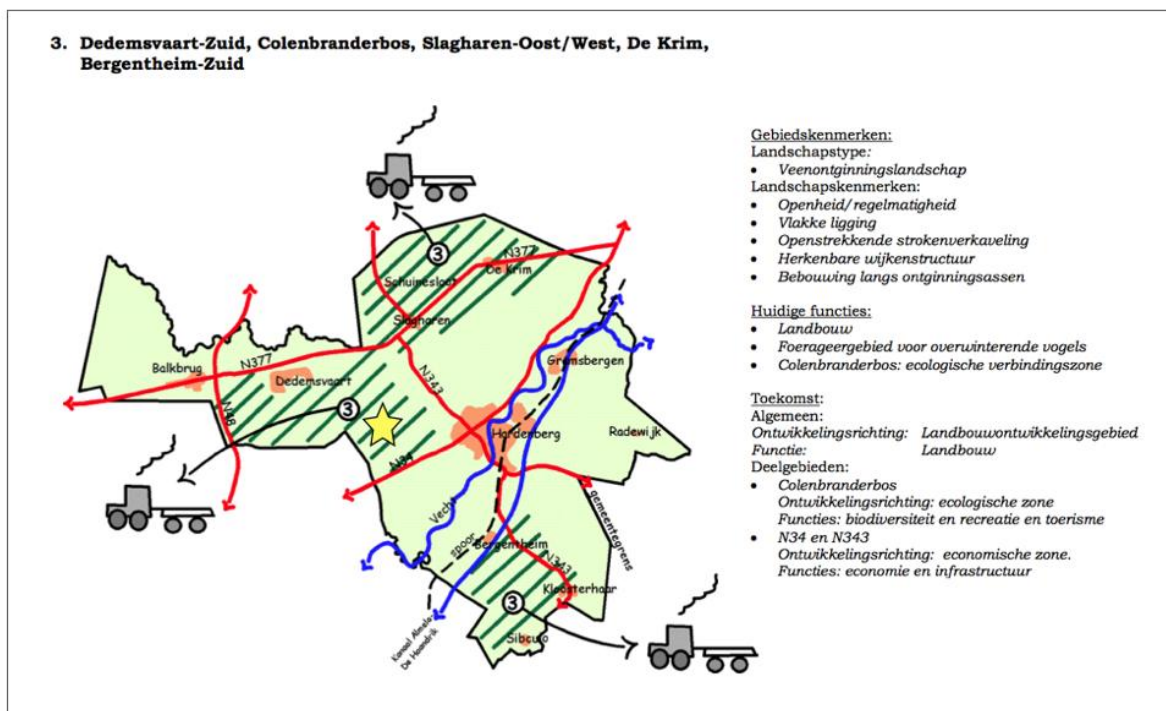 3. Dedemsvaart-Zuid, Colenbranderbos, Slagharen-Oost/West, De Krim,
Bergentheim-Zuid
Gebiedskenmerken:
Landschapstype:
• Veenontginningslandschap
Landschapskenmerken:
• Openheid/regelmatigheid
• Vlakke ligging
• Openstrekkende strokenverkaveling
• Herkenbare wijkenstructuur
• Bebouwing langs ontginningsassen
Huidige functies:
• Landbouw
• Foerageergebied voor overwinterende vogels
• Colenbranderbos: ecologische verbindingszone
Toekomst:
Algemeen:
Ontwikkelingsrichting: Landbouwontwikkelingsgebied
Functie: Landbouw
Deelgebieden:
• Colenbranderbos
Ontwikkelingsrichting: ecologische zone
Functies: biodiversiteit en recreatie en toerisme
• N34 en N343
Ontwikkelingsrichting: economische zone.
Functies: economie en infrastructuur
3
N377
De Krim
Schuinesloot
Slagharen
N377
Balkbrug
Dedemsvaart
N343
Gramsbergen
3
N48
Hardenberg
Radewijk
N34
Vecht
gemeentegrens
spoor
Bergentheim
N343
Kloosterhaar
3
Sibculo
Kanaal Almelo-
De Haandrik